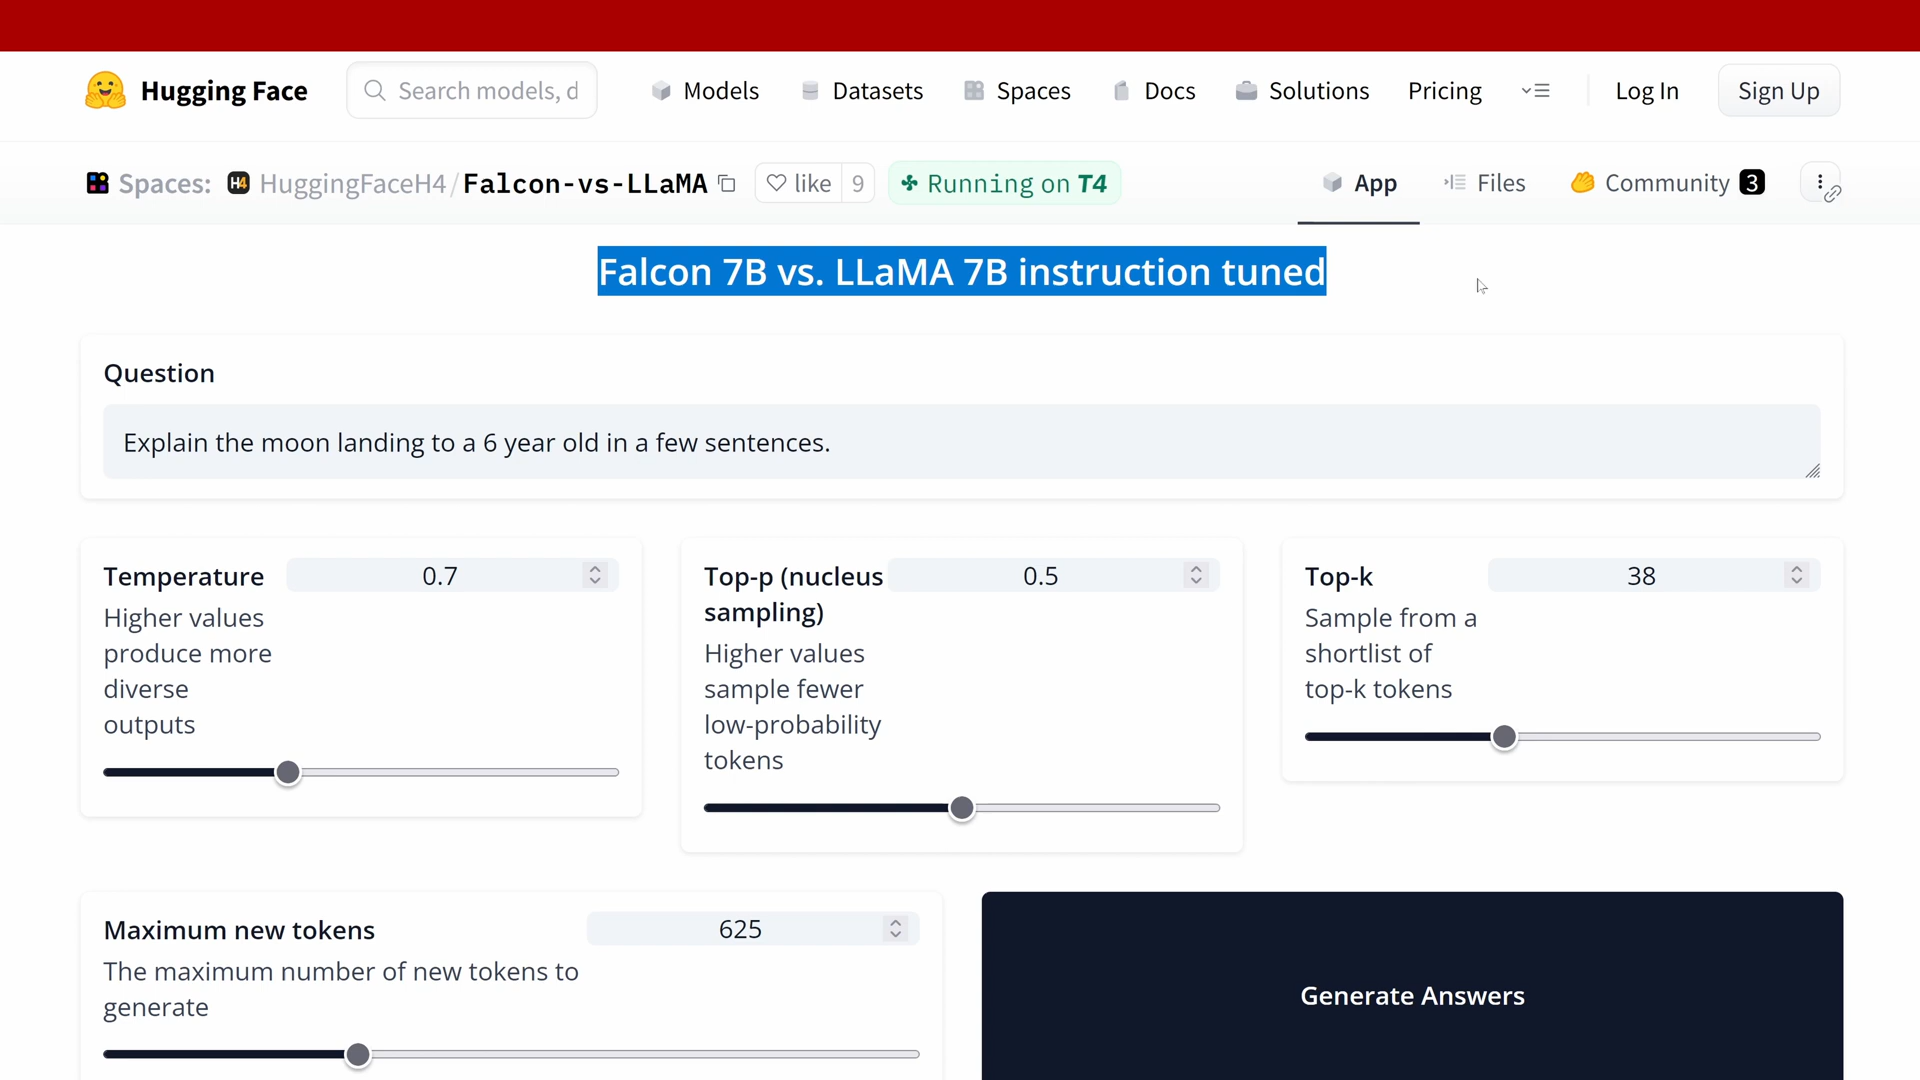 Hugging Face
Search models, d
Models
Datasets
Spaces
Docs
Solutions
Pricing
Log In
Sign Up
Spaces:
H4
HuggingFaceH4/Falcon-vs-LLaMA
like
9
Running on T4
App
Files
Community
3
Falcon 7B vs. LLaMA 7B instruction tuned
Question
Explain the moon landing to a 6 year old in a few sentences.
Temperature
0.7
Higher values
produce more
diverse
outputs
Top-p (nucleus
sampling)
0.5
Higher values
sample fewer
low-probability
tokens
Top-k
38
Sample from a
shortlist of
top-k tokens
Maximum new tokens
625
The maximum number of new tokens to
generate
Generate Answers